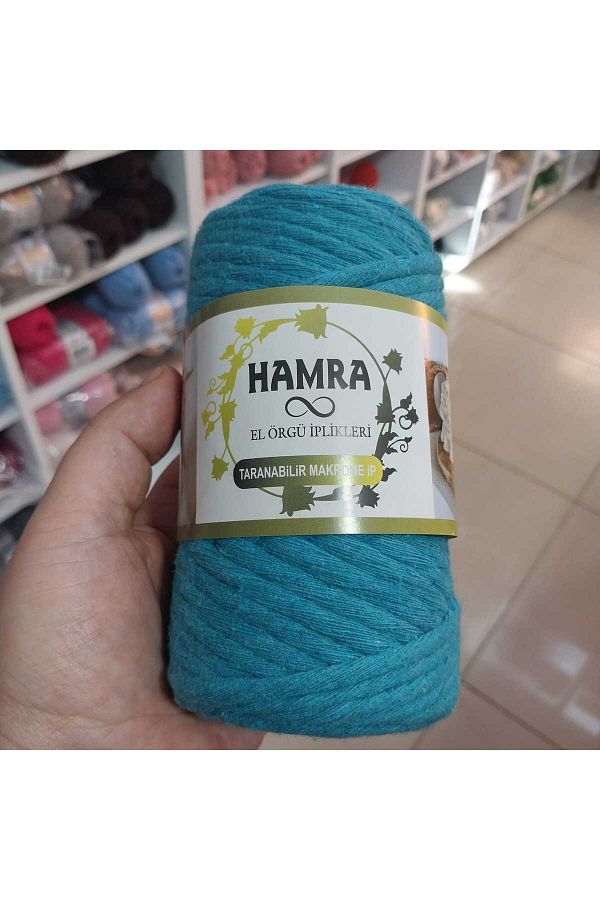 HAMRA
EL ÖRGÜ İPLİKLERİ
TARANABİLİR MAKROME İP